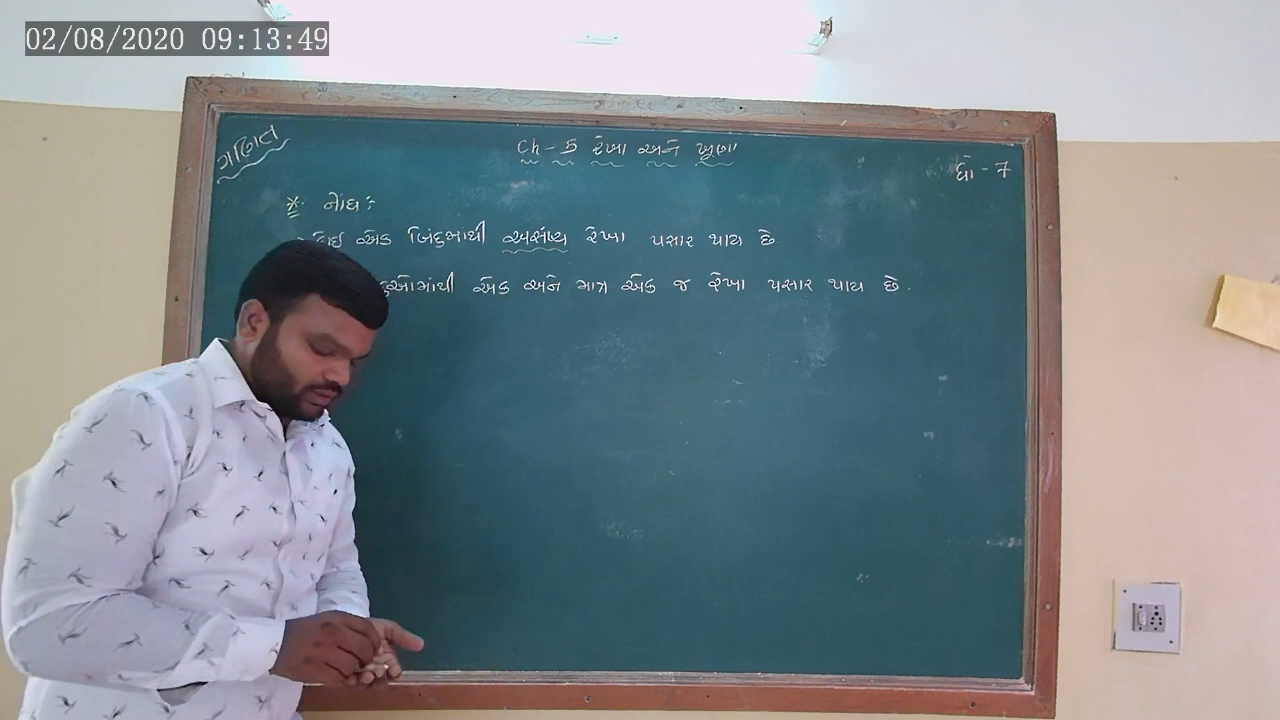 02/08/2020 09:13:49
ગણિત
Ch - 5 રેખા અને ખૂણા
ધો - 7
* નોંધ :
કોઈ એક બિંદુમાંથી અસંખ્ય રેખા પસાર થાય છે
એક અને માત્ર એક જ રેખા પસાર થાય છે.